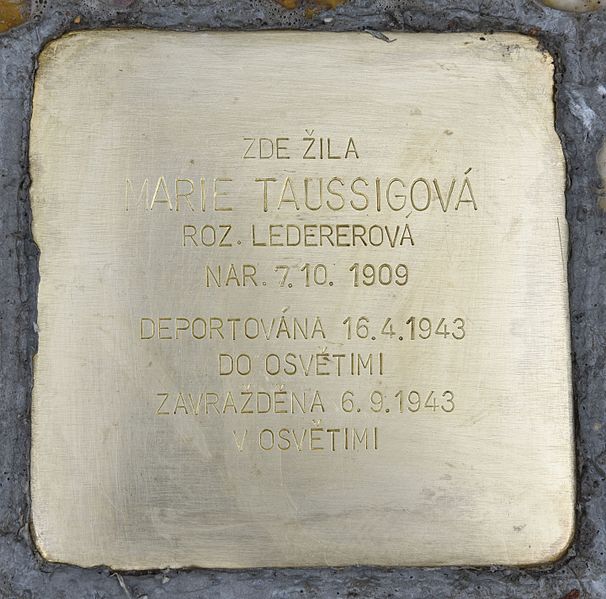 ZDE ŽILA
MARIE TAUSSIGOVÁ
ROZ. LEDEREROVÁ
NAR. 7.10. 1909
DEPORTOVÁNA 16.4.1943
DO OSVĚTIMI
ZAVRAŽDĚNA 6.9.1943
V OSVĚTIMI